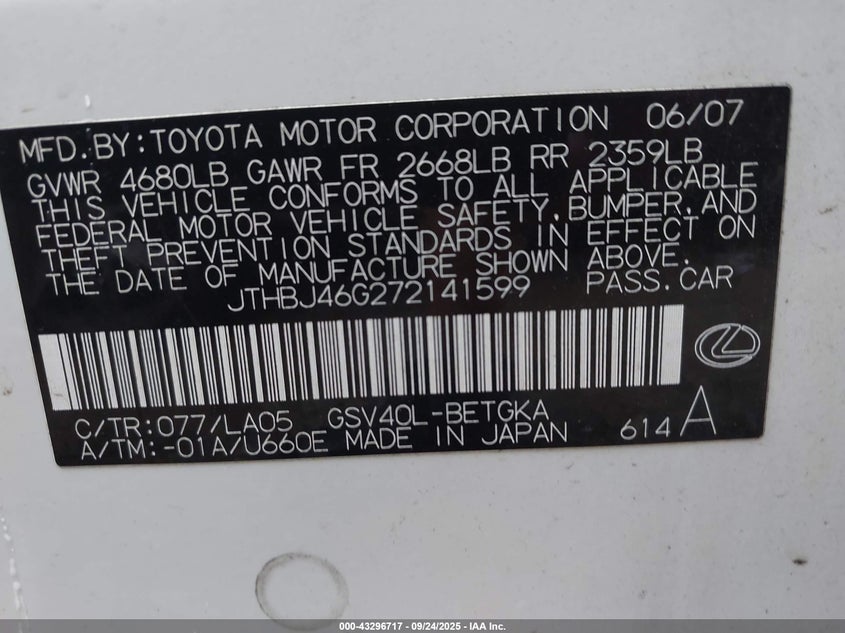 MFD. BY: TOYOTA MOTOR CORPORATION 06/07
GVWR 4680LB GAWR FR 2668LB RR 2359LB
THIS VEHICLE CONFORMS TO ALL APPLICABLE
FEDERAL MOTOR VEHICLE SAFETY, BUMPER, AND
THEFT PREVENTION STANDARDS IN EFFECT ON
THE DATE OF MANUFACTURE SHOWN ABOVE.
JTHBJ46G272141599 PASS. CAR
C/TR: 077/LA05 GSV40L-BETGKA
A/TM: -01A/U660E MADE IN JAPAN 614 A
000-43296717 - 09/24/2025 - IAA Inc.